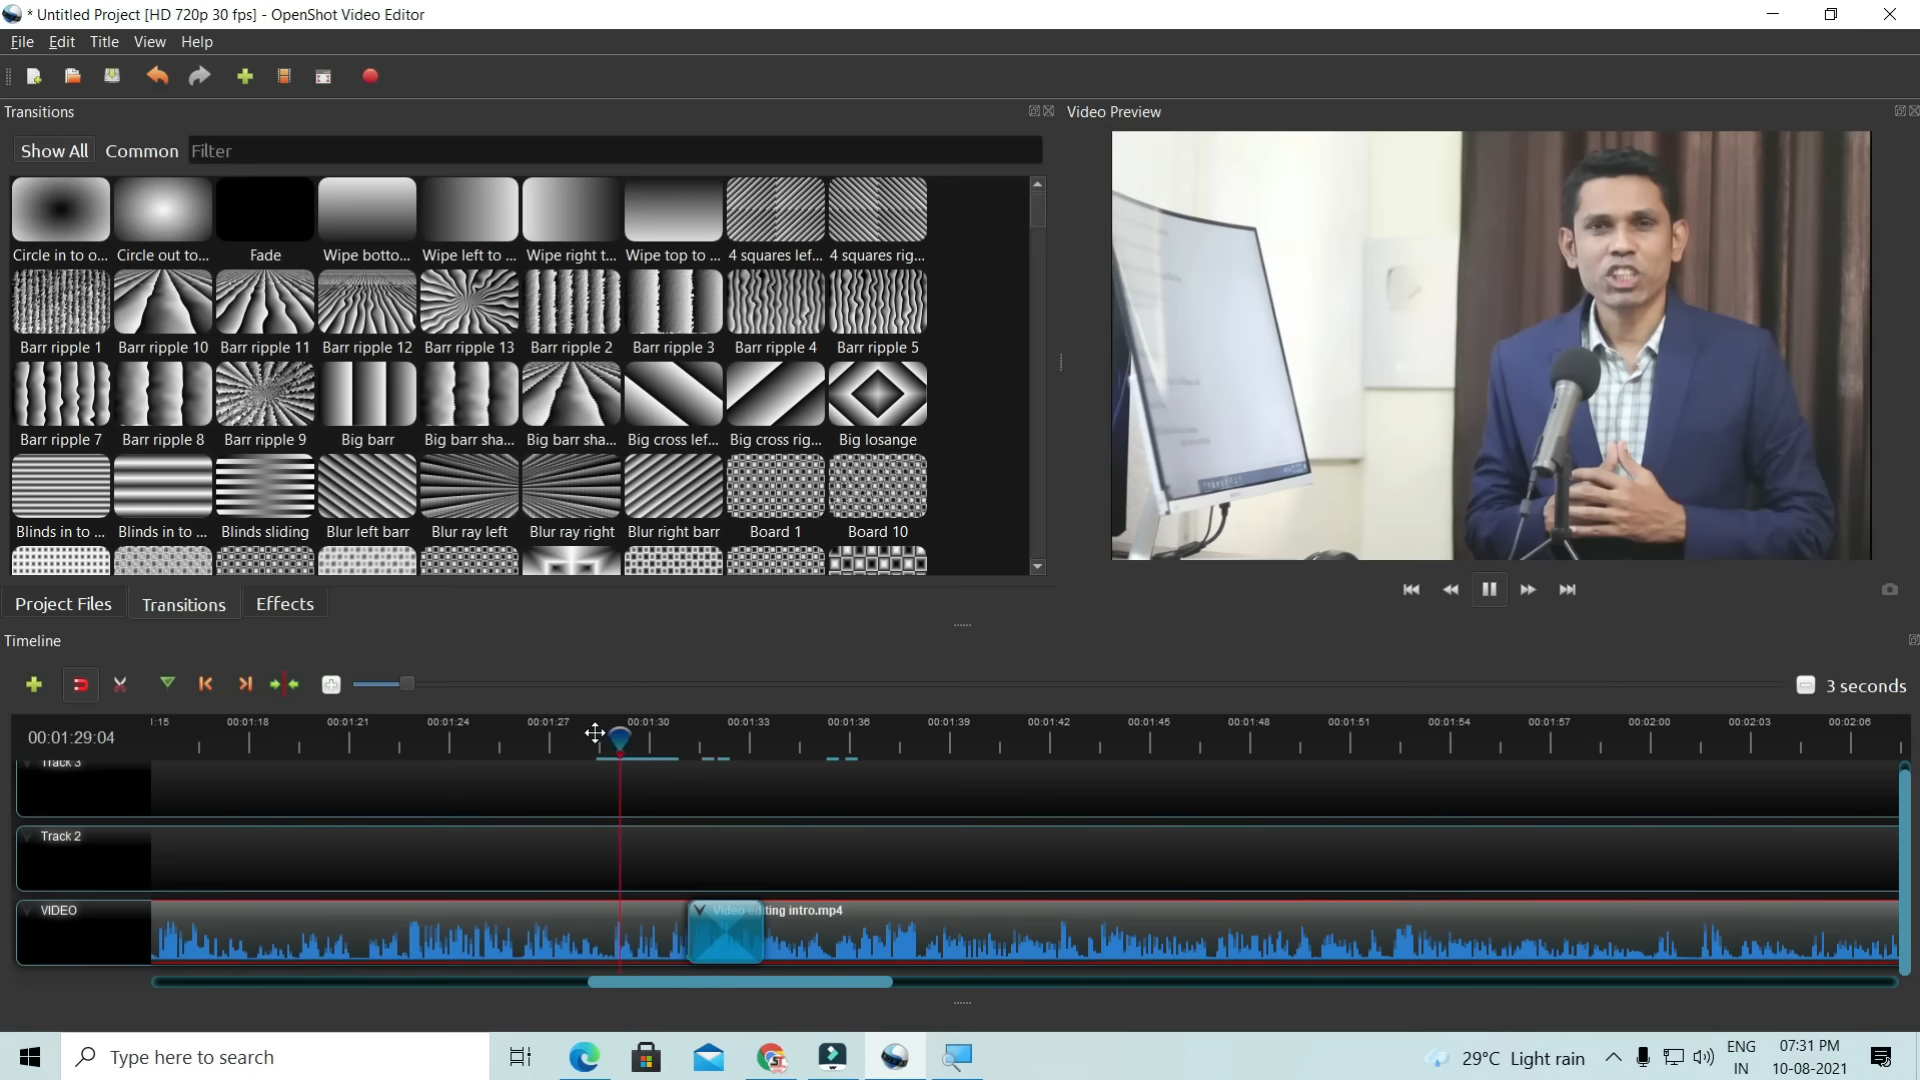 * Untitled Project [HD 720p 30 fps] - OpenShot Video Editor
File Edit Title View Help
Transitions
Video Preview
Show All Common Filter
Circle in to o... Circle out to... Fade Wipe botto... Wipe left to ... Wipe right t... Wipe top to ... 4 squares lef... 4 squares rig...
Barr ripple 1 Barr ripple 10 Barr ripple 11 Barr ripple 12 Barr ripple 13 Barr ripple 2 Barr ripple 3 Barr ripple 4 Barr ripple 5
Barr ripple 7 Barr ripple 8 Barr ripple 9 Big barr Big barr sha... Big barr sha... Big cross lef... Big cross rig... Big losange
Blinds in to ... Blinds in to ... Blinds sliding Blur left barr Blur ray left Blur ray right Blur right barr Board 1 Board 10
Project Files Transitions Effects
Timeline
3 seconds
00:01:29:04
:15 00:01:18 00:01:21 00:01:24 00:01:27 00:01:30 00:01:33 00:01:36 00:01:39 00:01:42 00:01:45 00:01:48 00:01:51 00:01:54 00:01:57 00:02:00 00:02:03 00:02:06
Track 3
Track 2
VIDEO
Video editing intro.mp4
Type here to search
29°C Light rain
ENG
IN
07:31 PM
10-08-2021